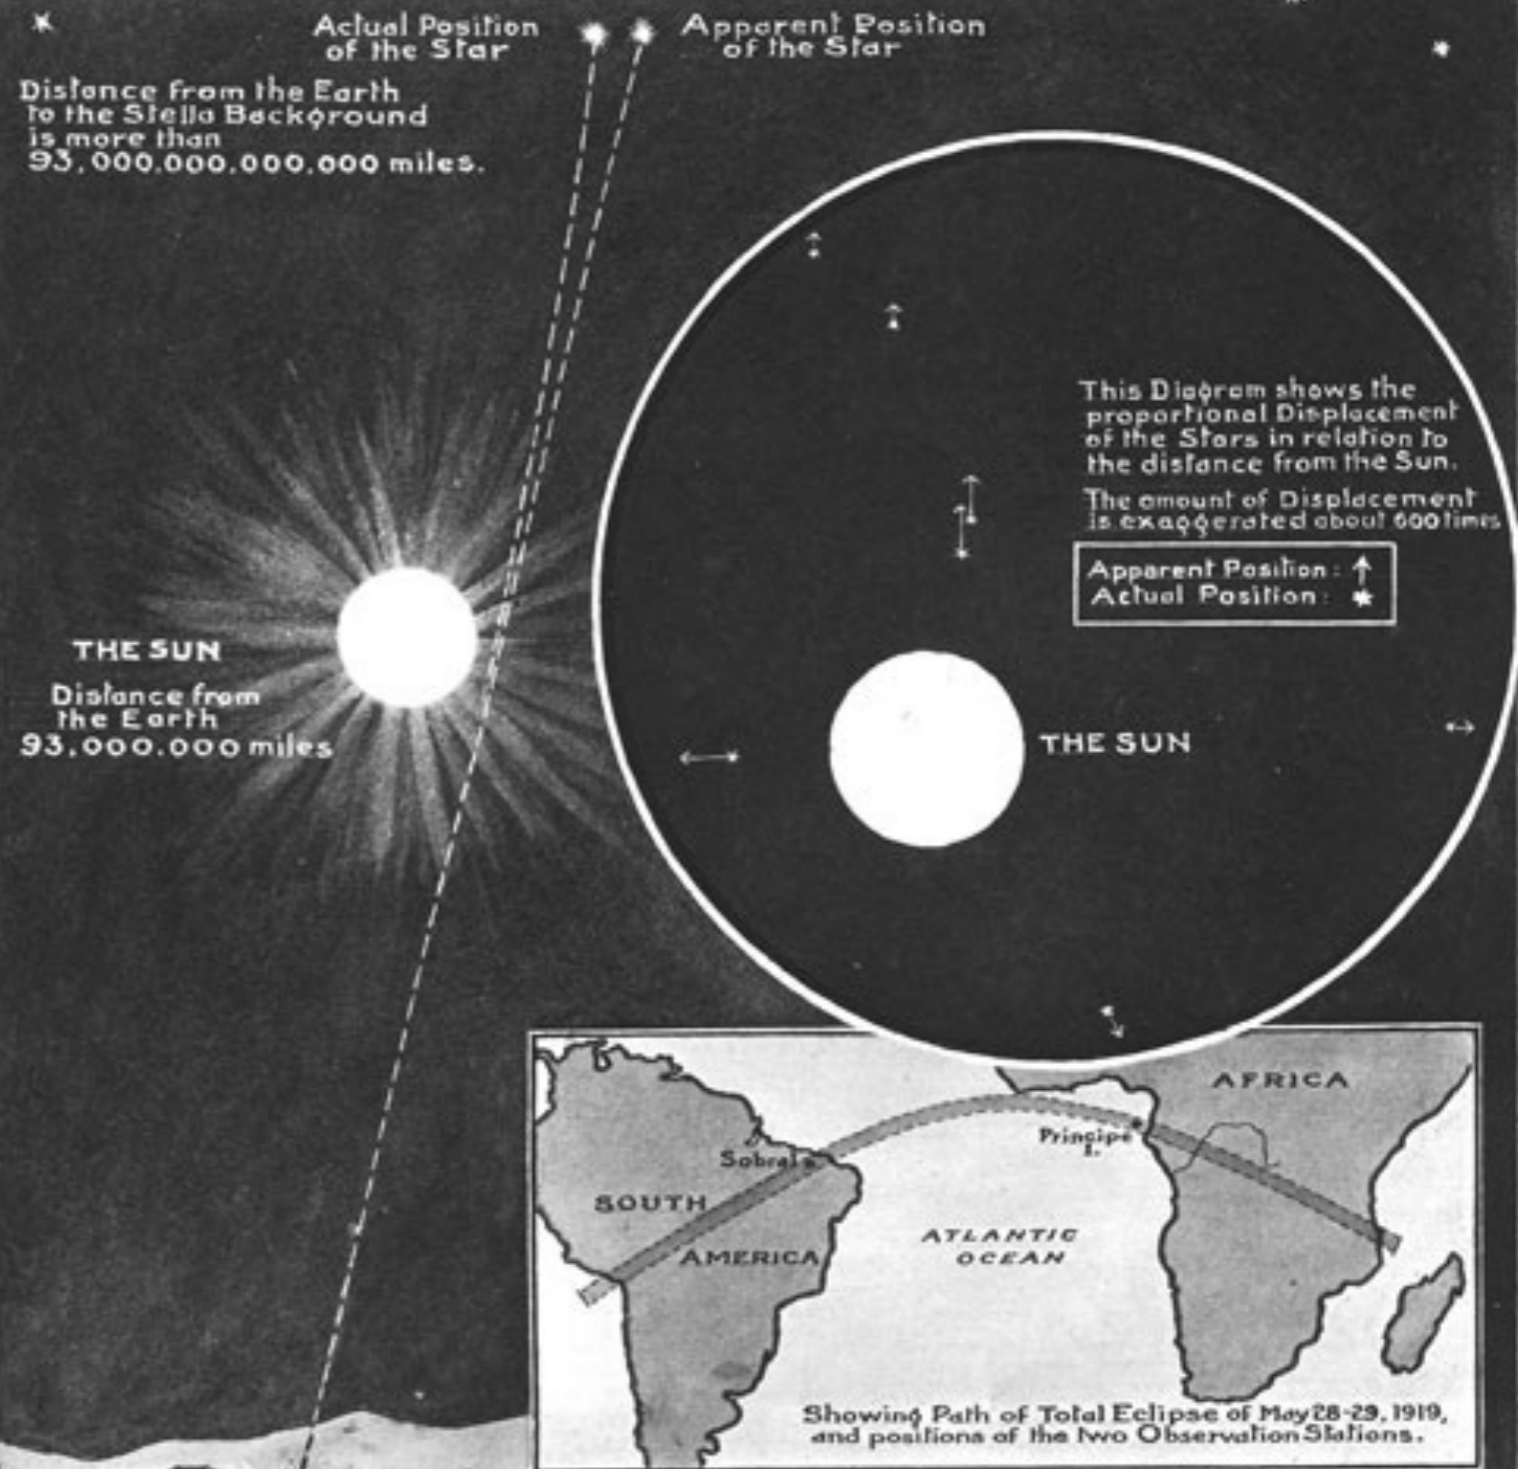 Actual Position
of the Star
Apparent Position
of the Star
Distance from the Earth
to the Stella Background
is more than
93,000,000,000,000 miles.
THE SUN
Distance from
the Earth
93,000,000 miles
This Diagram shows the
proportional Displacement
of the Stars in relation to
the distance from the Sun.
The amount of Displacement
is exaggerated about 600 times
Apparent Position:
Actual Position:
THE SUN
AFRICA
Principe
I.
Sobral
SOUTH
AMERICA
ATLANTIC
OCEAN
Showing Path of Total Eclipse of May 28-29, 1919,
and positions of the two Observation Stations.